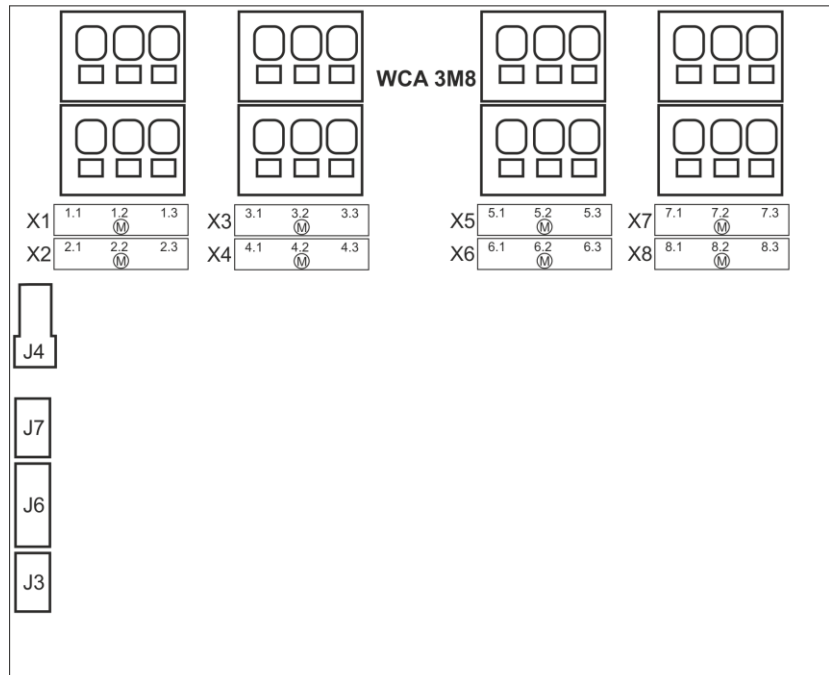 WCA 3M8
X1 1.1 1.2 1.3 X3 3.1 3.2 3.3 X5 5.1 5.2 5.3 X7 7.1 7.2 7.3
M M M M
X2 2.1 2.2 2.3 X4 4.1 4.2 4.3 X6 6.1 6.2 6.3 X8 8.1 8.2 8.3
M M M M
J4
J7
J6
J3